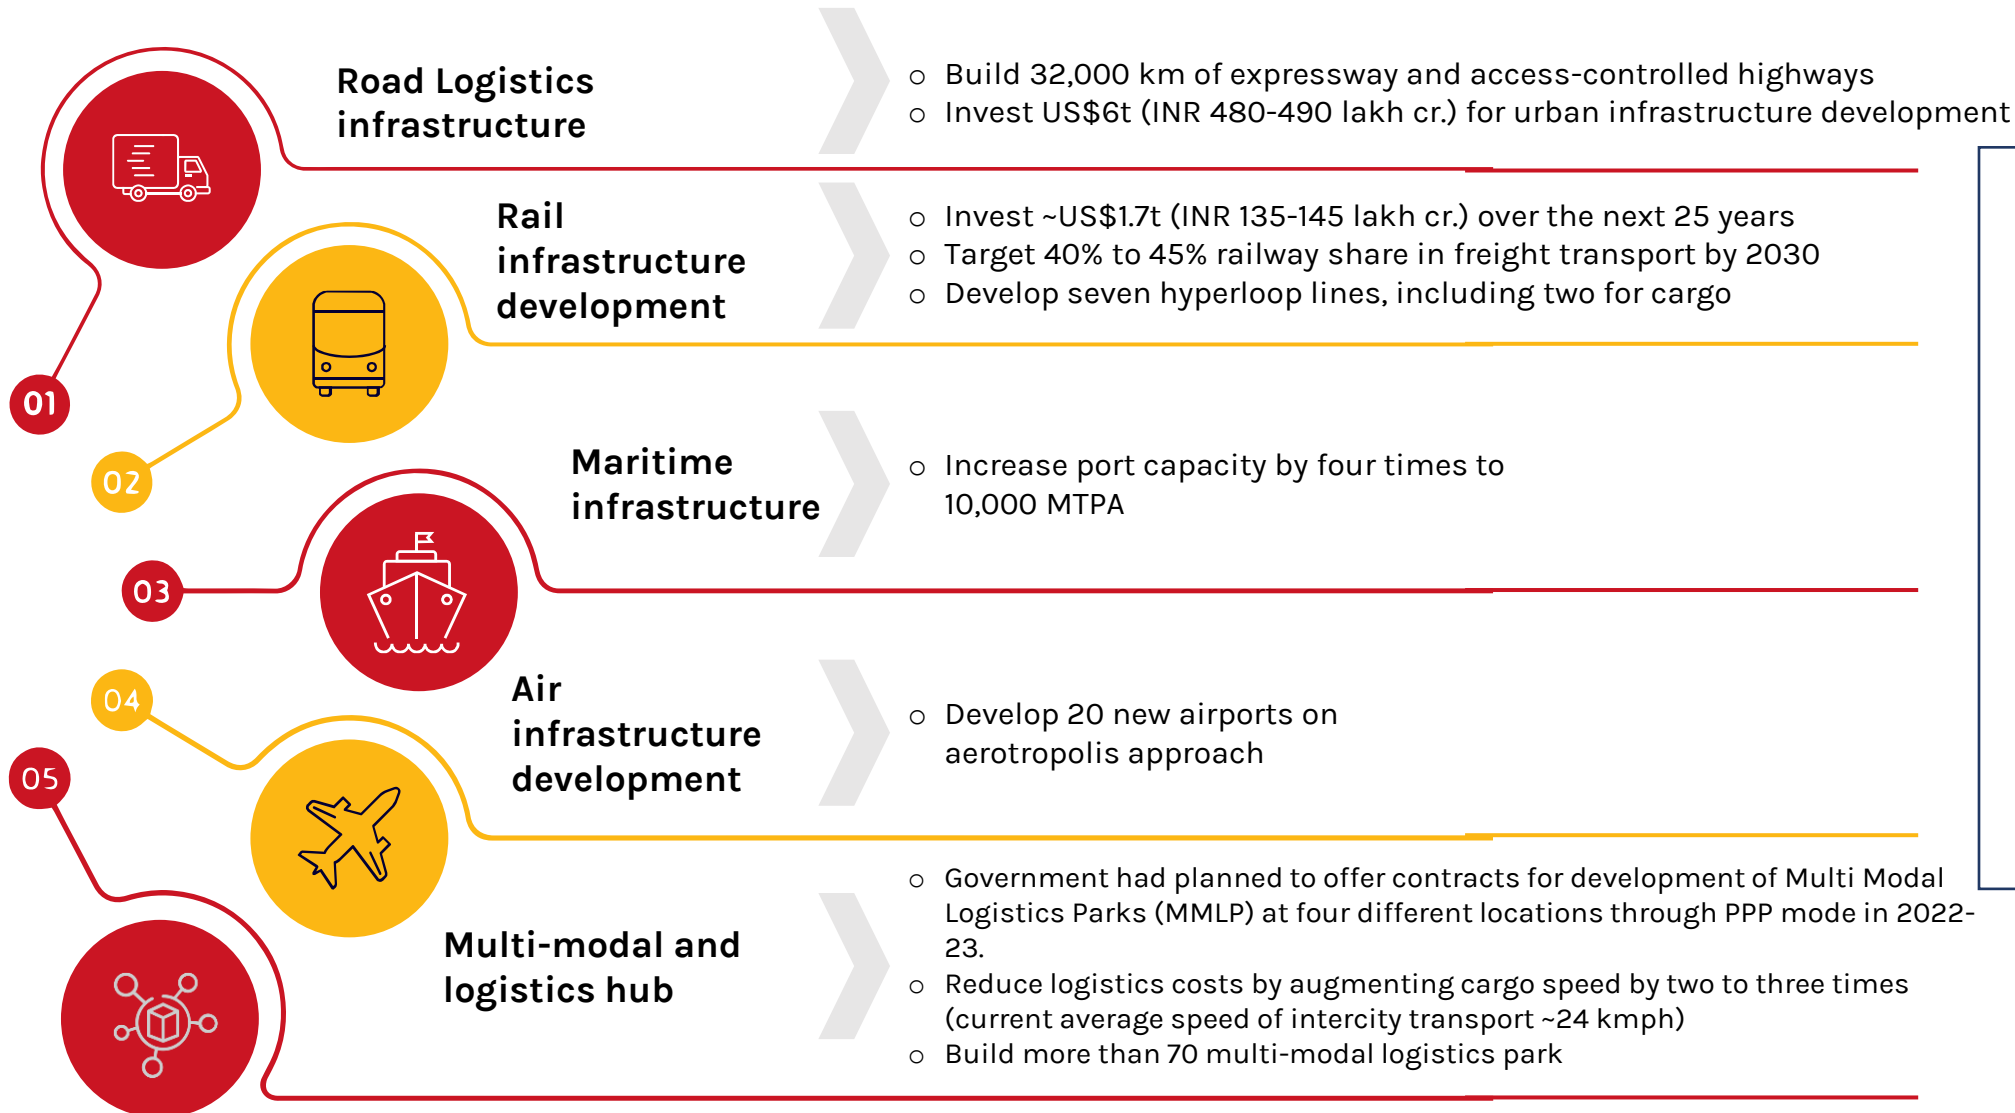 Road Logistics
infrastructure
○ Build 32,000 km of expressway and access-controlled highways
○ Invest US$6t (INR 480-490 lakh cr.) for urban infrastructure development
01
Rail
infrastructure
development
○ Invest ~US$1.7t (INR 135-145 lakh cr.) over the next 25 years
○ Target 40% to 45% railway share in freight transport by 2030
○ Develop seven hyperloop lines, including two for cargo
02
Maritime
infrastructure
○ Increase port capacity by four times to
10,000 MTPA
03
Air
infrastructure
development
○ Develop 20 new airports on
aerotropolis approach
04
05
Multi-modal and
logistics hub
○ Government had planned to offer contracts for development of Multi Modal
Logistics Parks (MMLP) at four different locations through PPP mode in 2022-
23.
○ Reduce logistics costs by augmenting cargo speed by two to three times
(current average speed of intercity transport ~24 kmph)
○ Build more than 70 multi-modal logistics park